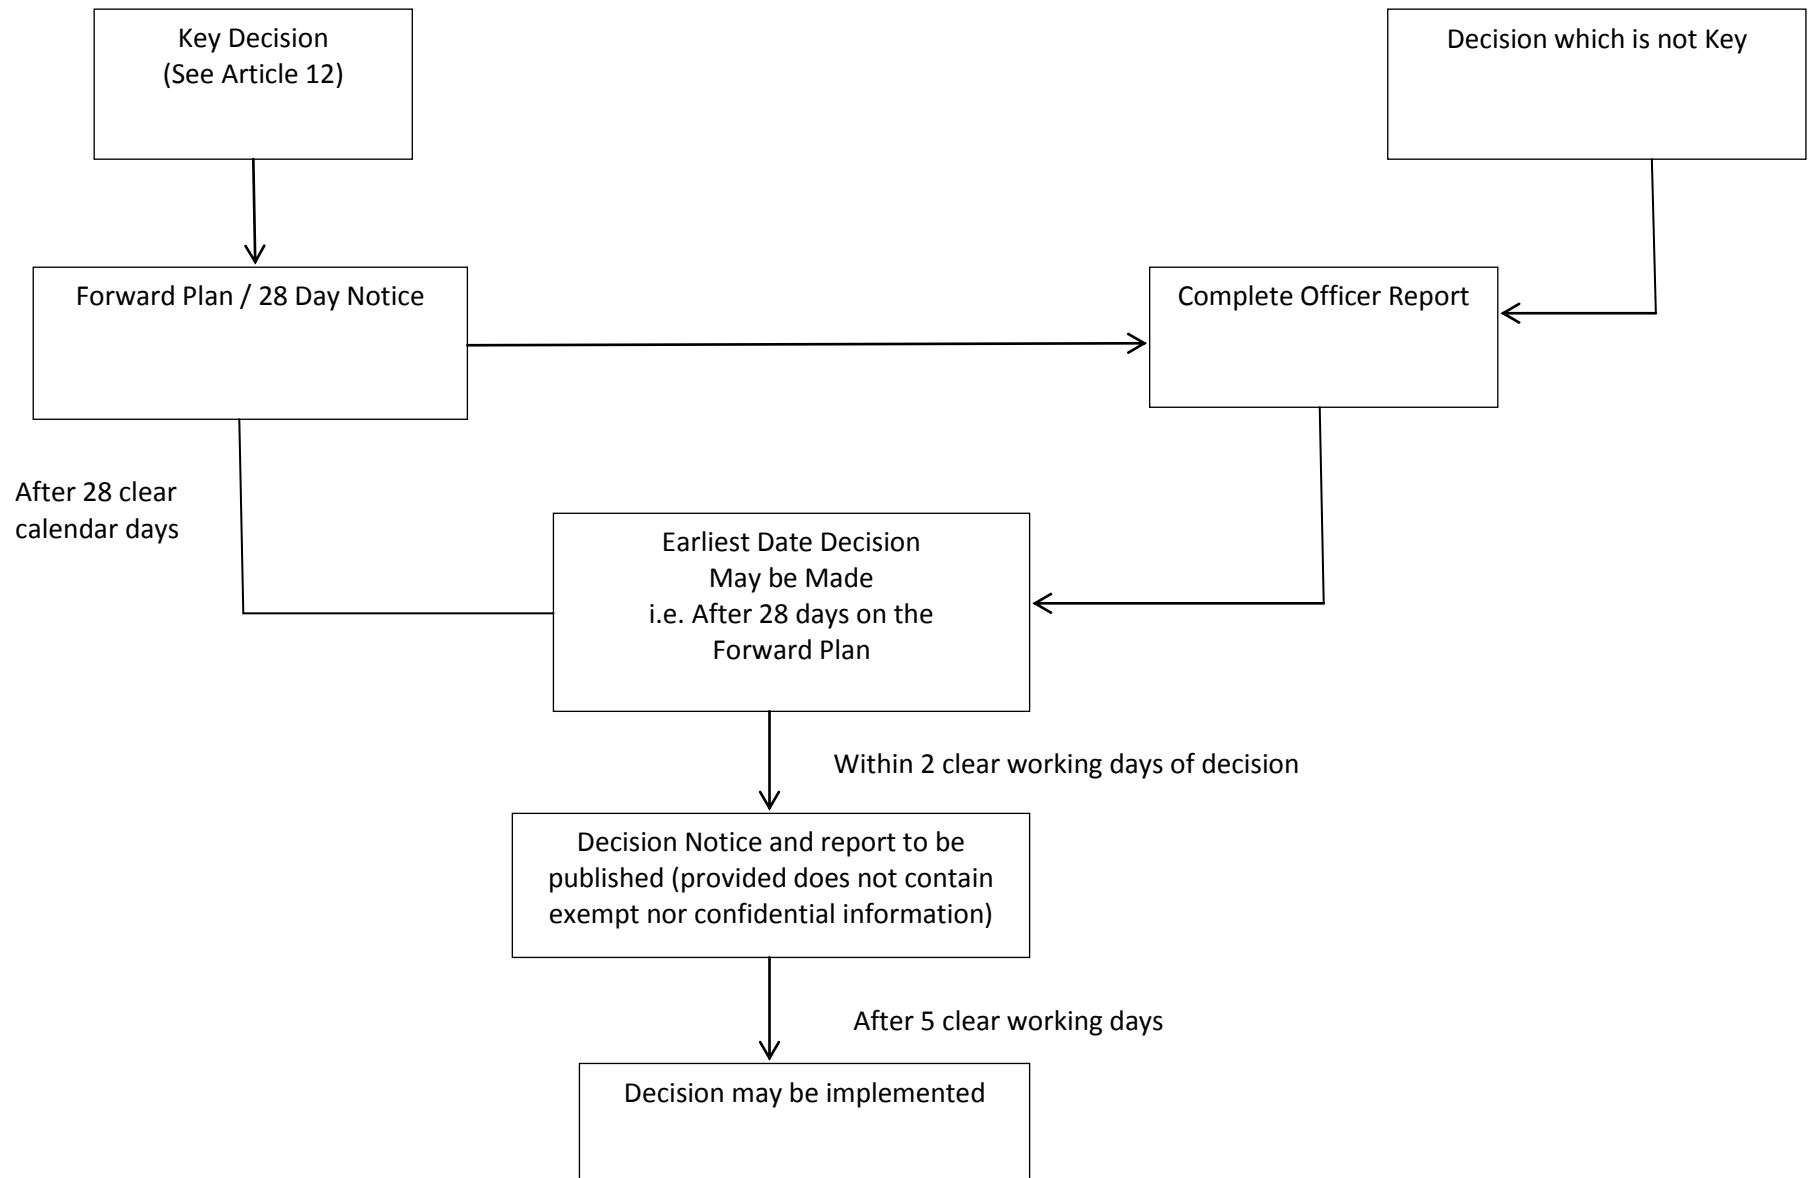 Key Decision
(See Article 12)
Decision which is not Key
Forward Plan / 28 Day Notice
Complete Officer Report
After 28 clear
calendar days
Earliest Date Decision
May be Made
i.e. After 28 days on the
Forward Plan
Within 2 clear working days of decision
Decision Notice and report to be
published (provided does not contain
exempt nor confidential information)
After 5 clear working days
Decision may be implemented